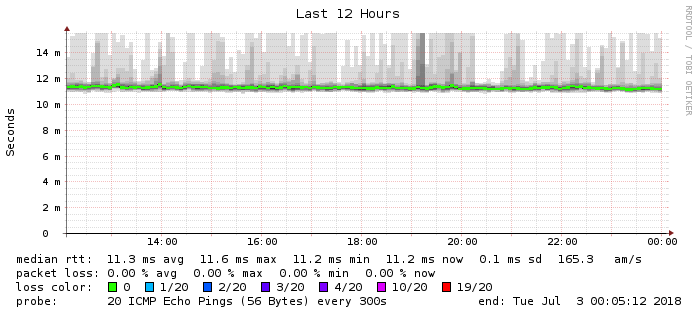 Last 12 Hours
RRDTOOL / TOBI OETIKER
Seconds
14 m
12 m
10 m
8 m
6 m
4 m
2 m
0
14:00 16:00 18:00 20:00 22:00 00:00
median rtt: 11.3 ms avg 11.6 ms max 11.2 ms min 11.2 ms now 0.1 ms sd 165.3 am/s
packet loss: 0.00 % avg 0.00 % max 0.00 % min 0.00 % now
loss color: 0 1/20 2/20 3/20 4/20 10/20 19/20
probe: 20 ICMP Echo Pings (56 Bytes) every 300s end: Tue Jul 3 00:05:12 2018